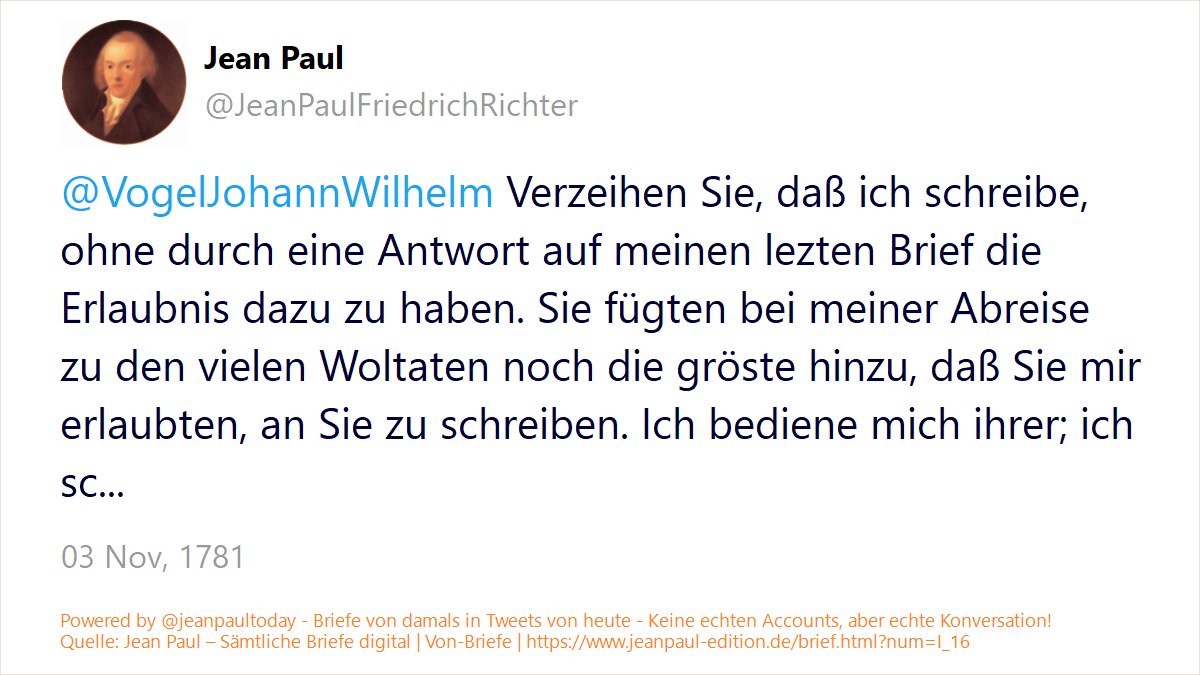 Jean Paul
@JeanPaulFriedrichRichter
@VogelJohannWilhelm Verzeihen Sie, daß ich schreibe,
ohne durch eine Antwort auf meinen lezten Brief die
Erlaubnis dazu zu haben. Sie fügten bei meiner Abreise
zu den vielen Woltaten noch die gröste hinzu, daß Sie mir
erlaubten, an Sie zu schreiben. Ich bediene mich ihrer; ich
sc...
03 Nov, 1781
Powered by @jeanpaultoday - Briefe von damals in Tweets von heute - Keine echten Accounts, aber echte Konversation!
Quelle: Jean Paul – Sämtliche Briefe digital | Von-Briefe | https://www.jeanpaul-edition.de/brief.html?num=I_16